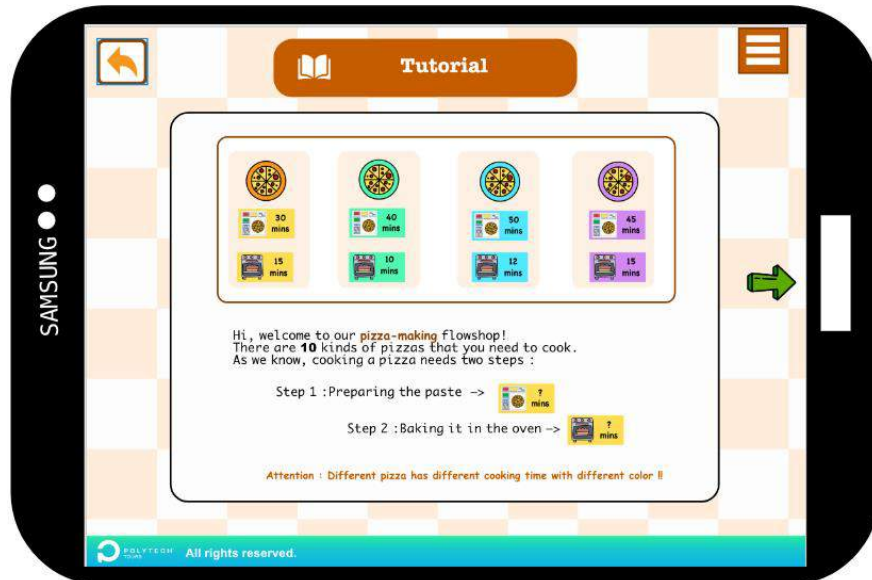 Tutorial
30 mins
40 mins
50 mins
45 mins
15 mins
10 mins
12 mins
15 mins
Hi, welcome to our pizza-making flowshop!
There are 10 kinds of pizzas that you need to cook.
As we know, cooking a pizza needs two steps :
Step 1 :Preparing the paste -> ? mins
Step 2 :Baking it in the oven -> ? mins
Attention : Different pizza has different cooking time with different color !!
SAMSUNG
POLYTECH
TOURS
All rights reserved.